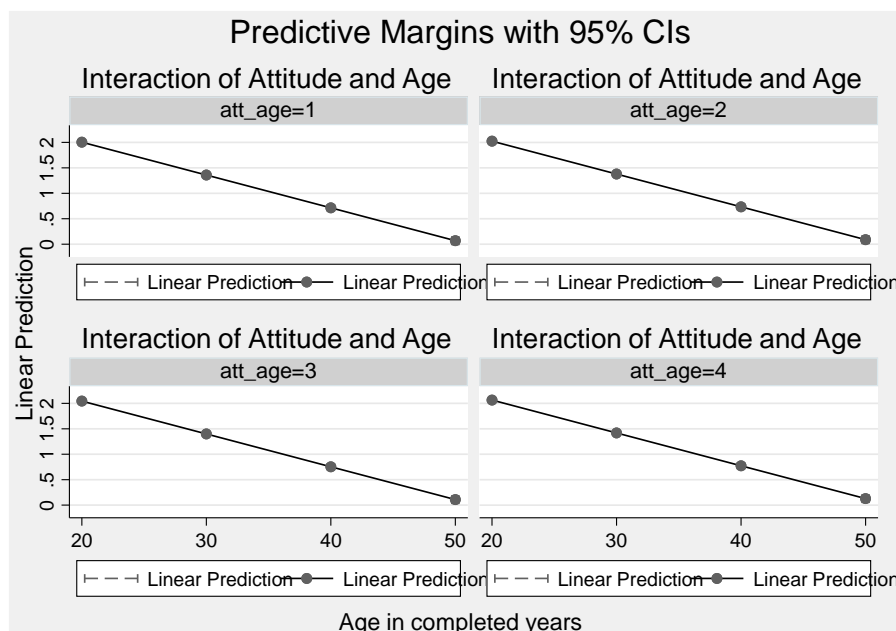 Predictive Margins with 95% CIs
Interaction of Attitude and Age
Interaction of Attitude and Age
att_age=1
att_age=2
2
1.5
1
.5
0
Linear Prediction
Linear Prediction
Linear Prediction
Linear Prediction
Linear Prediction
Interaction of Attitude and Age
Interaction of Attitude and Age
att_age=3
att_age=4
2
1.5
1
.5
0
20 30 40 50
20 30 40 50
Linear Prediction
Linear Prediction
Linear Prediction
Linear Prediction
Age in completed years